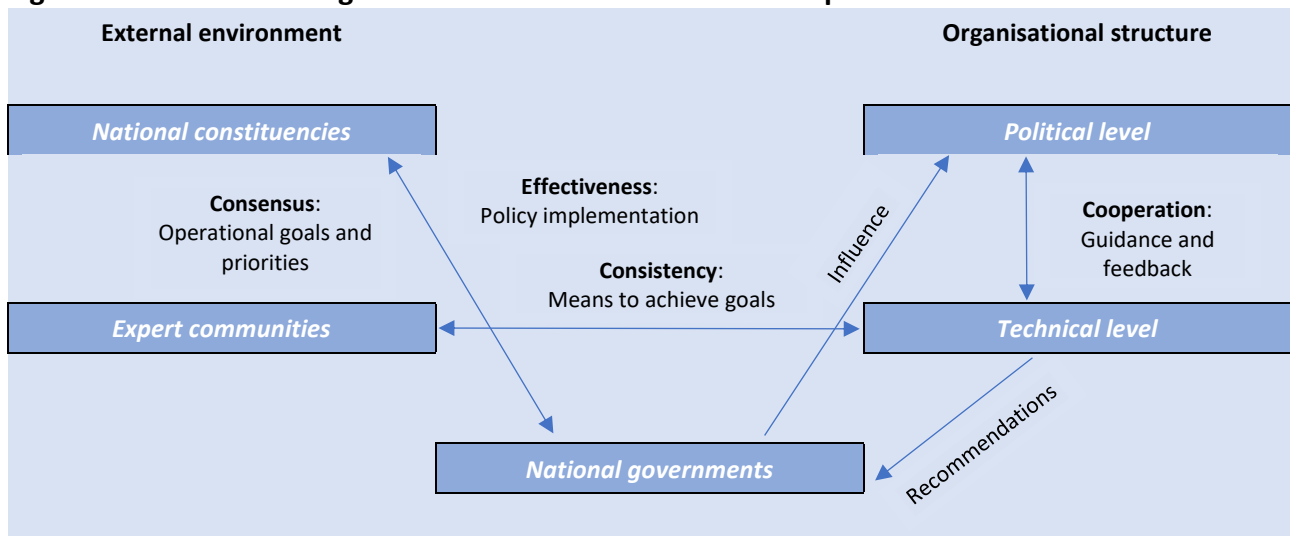 External environment
Organisational structure
National constituencies
Political level
Effectiveness:
Policy implementation
Consensus:
Operational goals and
priorities
Influence
Cooperation:
Guidance and
feedback
Consistency:
Means to achieve goals
Expert communities
Technical level
Recommendations
National governments